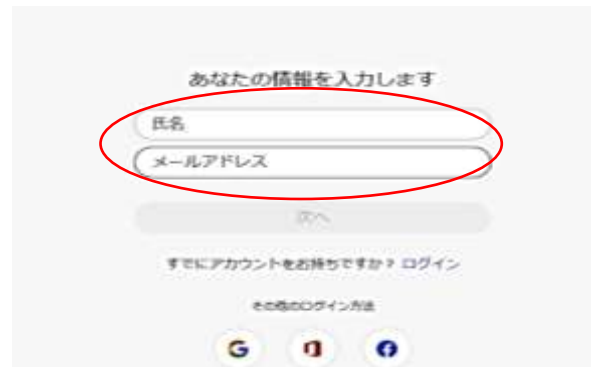 あなたの情報を入力します
氏名
メールアドレス
次へ
すでにアカウントをお持ちですか？ ログイン
その他のログイン方法